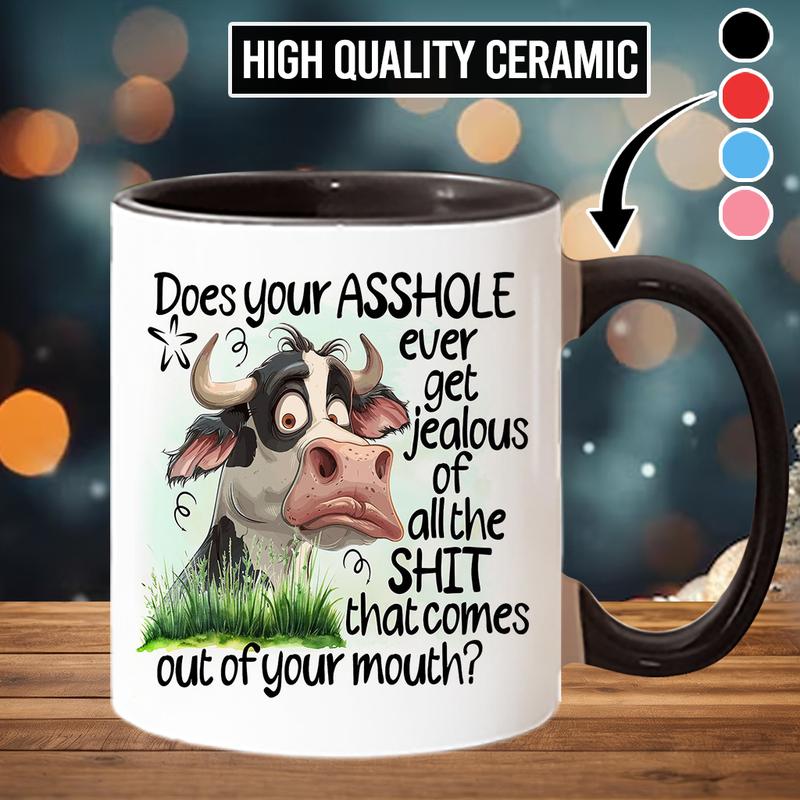 HIGH QUALITY CERAMIC
Does your ASSHOLE
ever
get
jealous
of
all the
SHIT
that comes
out of your mouth?